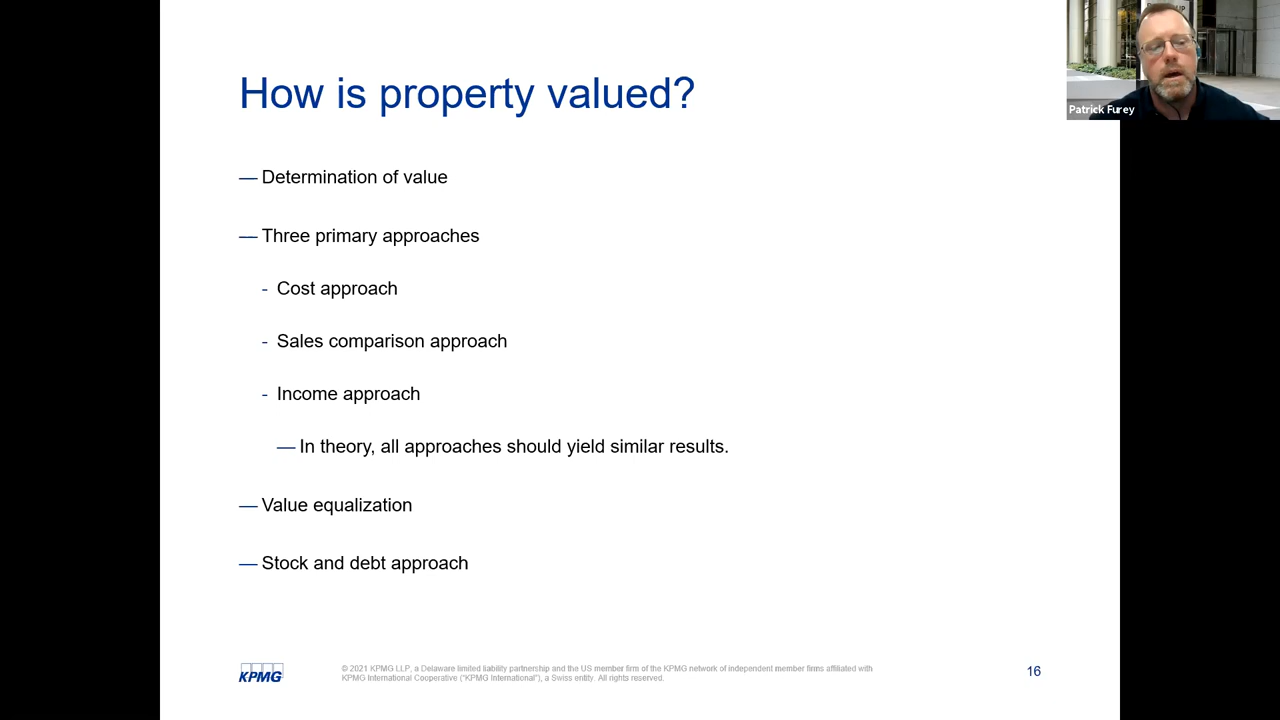 How is property valued?
Patrick Furey
— Determination of value
— Three primary approaches
- Cost approach
- Sales comparison approach
- Income approach
— In theory, all approaches should yield similar results.
— Value equalization
— Stock and debt approach
KPMG
© 2021 KPMG LLP, a Delaware limited liability partnership and the US member firm of the KPMG network of independent member firms affiliated with
KPMG International Cooperative ("KPMG International"), a Swiss entity. All rights reserved.
16